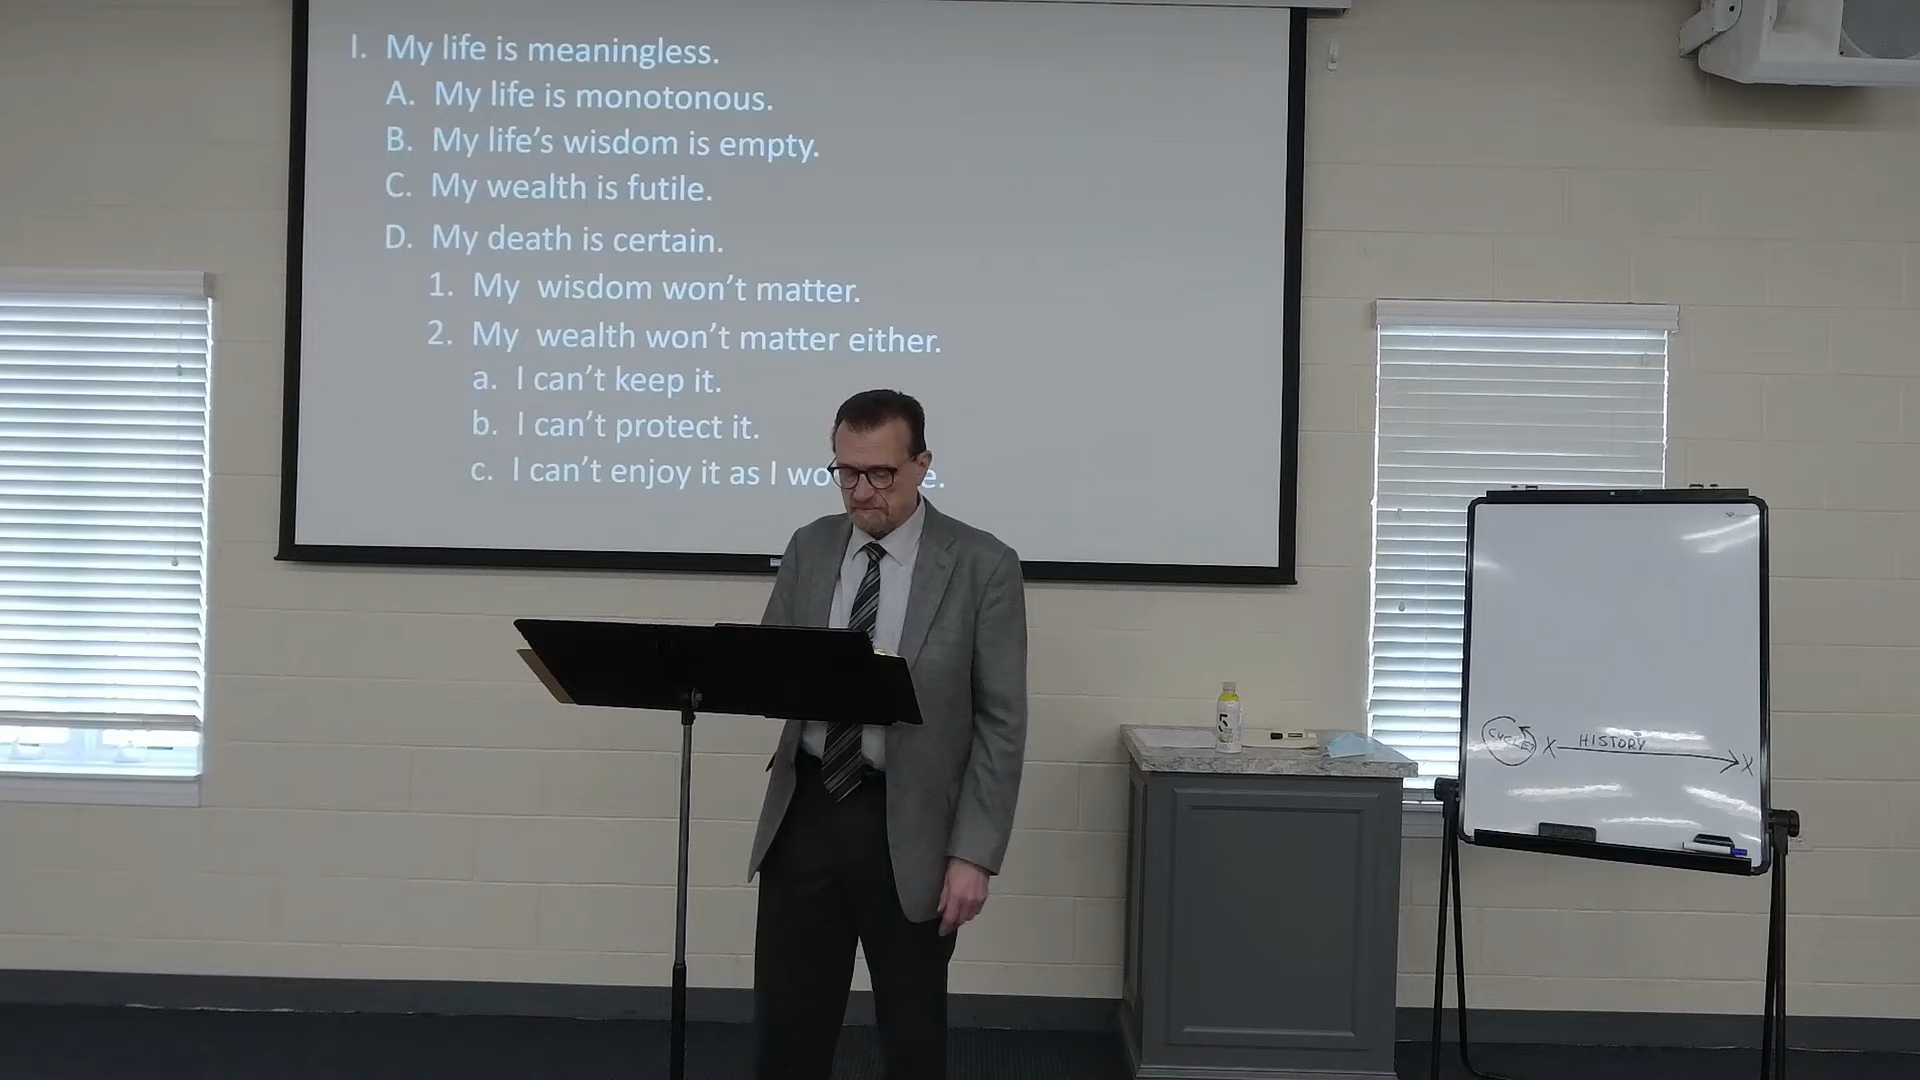 I. My life is meaningless.
A. My life is monotonous.
B. My life’s wisdom is empty.
C. My wealth is futile.
D. My death is certain.
1. My wisdom won’t matter.
2. My wealth won’t matter either.
a. I can’t keep it.
b. I can’t protect it.
c. I can’t enjoy it as I
CYCLE X HISTORY X
5